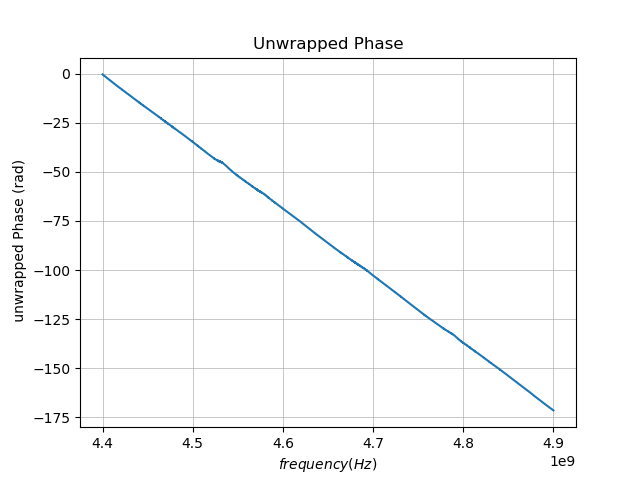 Unwrapped Phase
0
−25
−50
−75
−100
−125
−150
−175
unwrapped Phase (rad)
4.4 4.5 4.6 4.7 4.8 4.9
1e9
frequency(Hz)